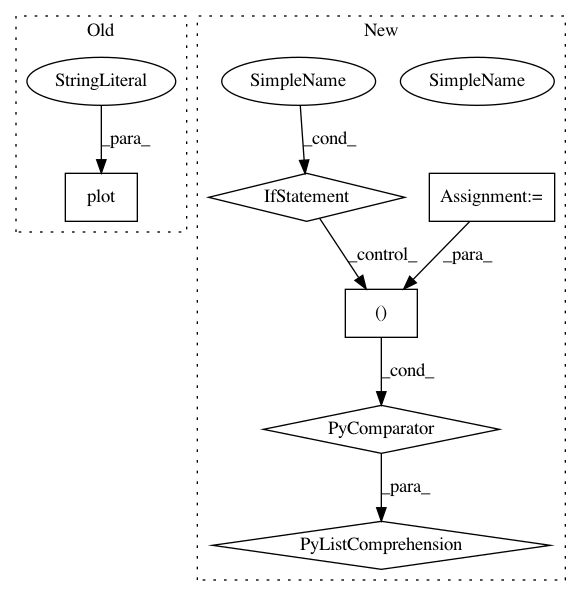 Old
New
StringLiteral
SimpleName
SimpleName
_para_
_cond_
plot
IfStatement
Assignment:=
_control_
_para_
()
_cond_
PyComparator
_para_
PyListComprehension